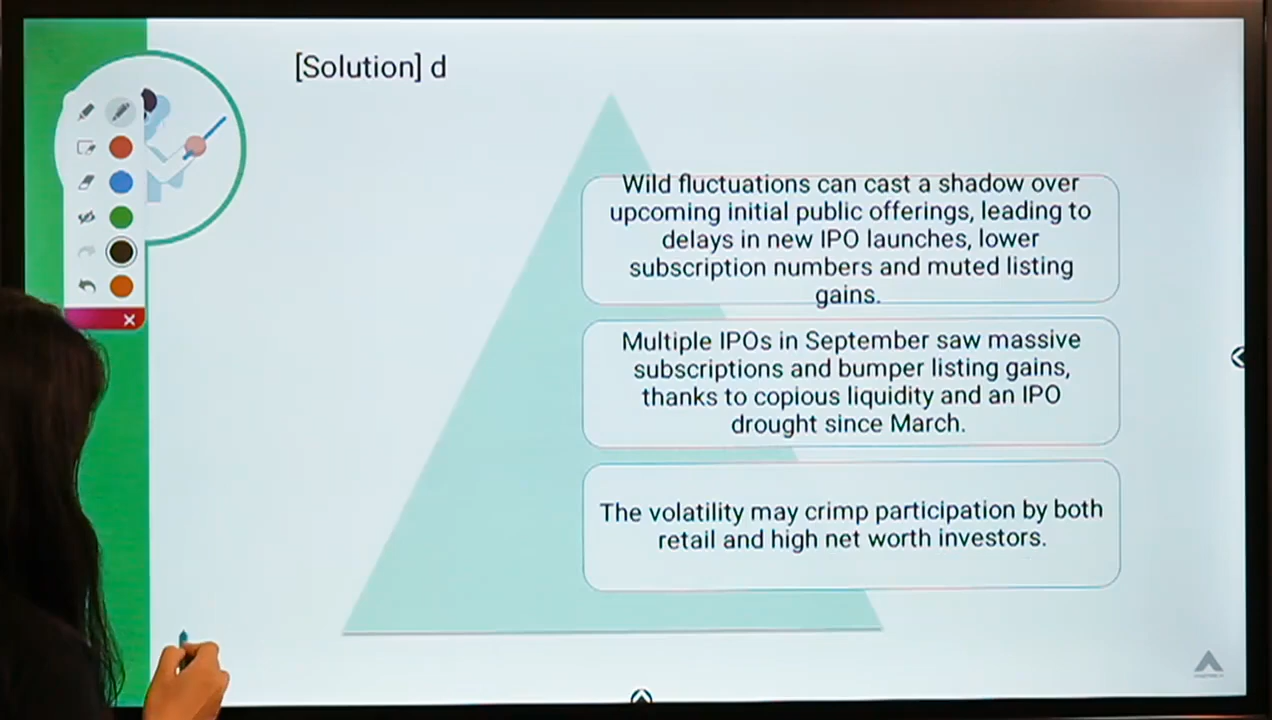 [Solution] d
Wild fluctuations can cast a shadow over
upcoming initial public offerings, leading to
delays in new IPO launches, lower
subscription numbers and muted listing
gains.
Multiple IPOs in September saw massive
subscriptions and bumper listing gains,
thanks to copious liquidity and an IPO
drought since March.
The volatility may crimp participation by both
retail and high net worth investors.